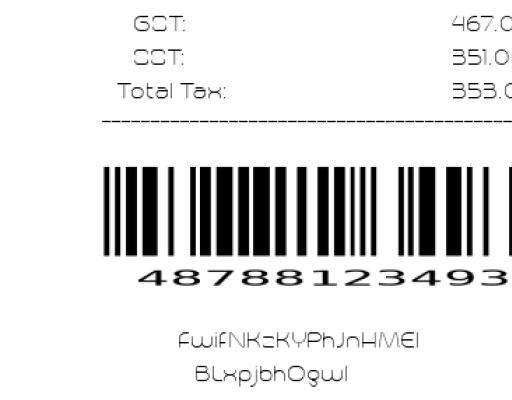 GST: 467.0
SST: 351.0
Total Tax: 353.0
48788123493
FwifNKzKYPhJnHMEl
BLxpjbhOgwl